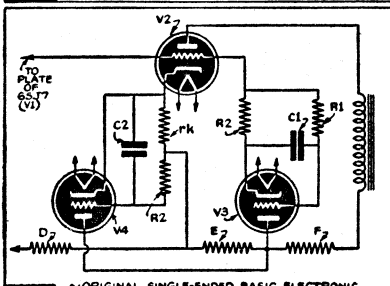 V2
TO
PLATE
OF
6SJ7
(V1)
C2
rk
R2
C1
R1
R2
V4
V3
D
E
F
ORIGINAL SINGLE-ENDED BASIC ELECTRONIC